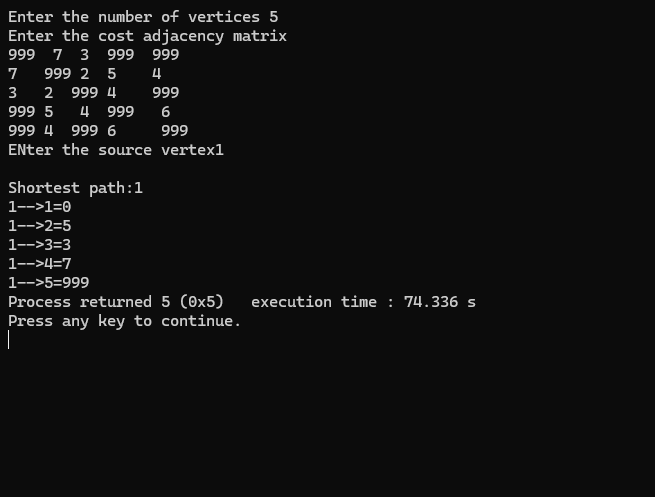 Enter the number of vertices 5
Enter the cost adjacency matrix
999  7  3  999  999
7   999 2  5    4
3   2  999 4    999
999 5   4  999   6
999 4  999 6     999
ENter the source vertex1

Shortest path:1
1-->1=0
1-->2=5
1-->3=3
1-->4=7
1-->5=999
Process returned 5 (0x5)   execution time : 74.336 s
Press any key to continue.